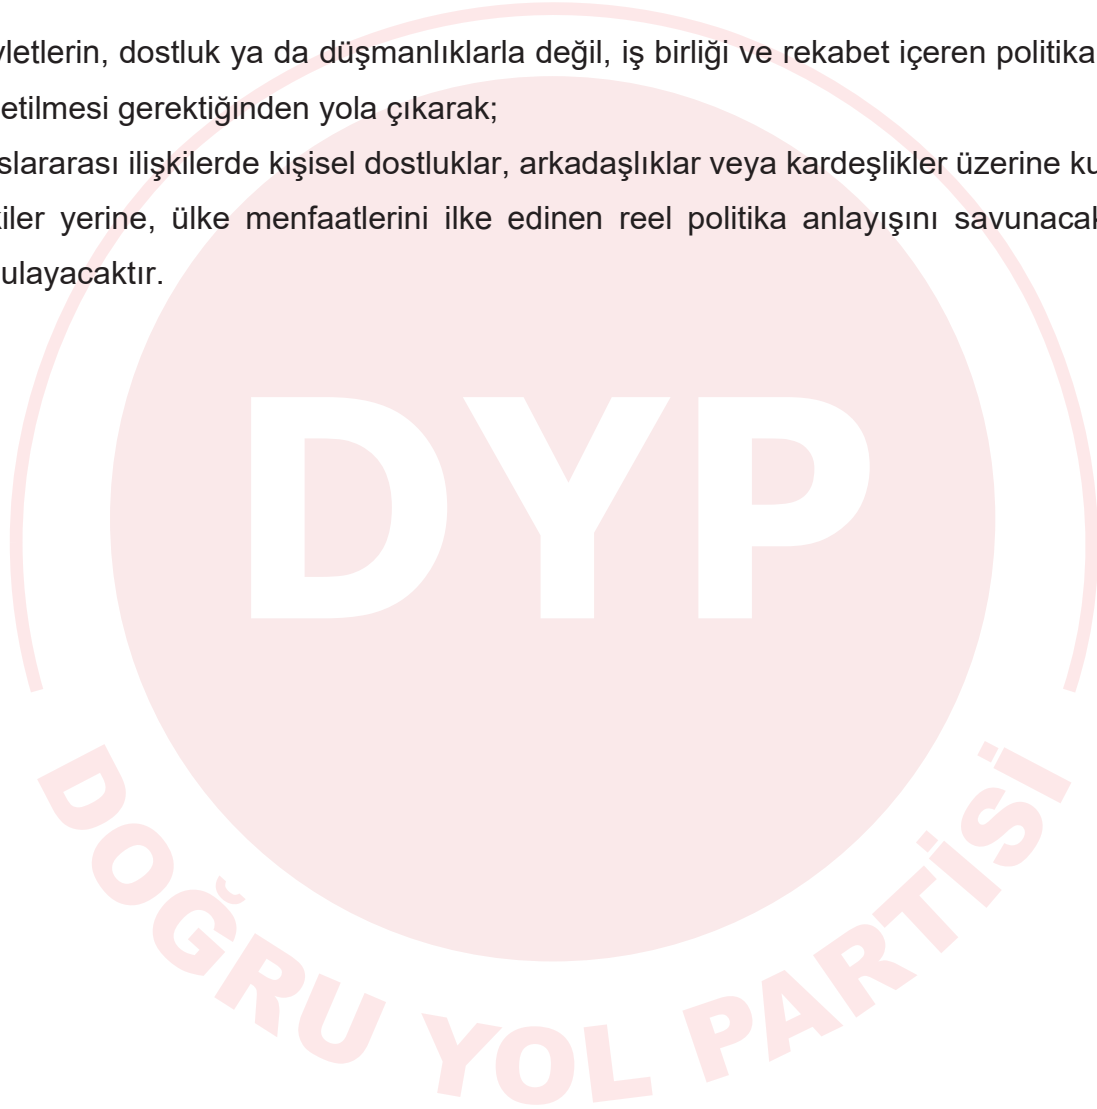 vletlerin, dostluk ya da düşmanlıklarla değil, iş birliği ve rekabet içeren politika
etilmesi gerektiğinden yola çıkarak;
slararası ilişkilerde kişisel dostluklar, arkadaşlıklar veya kardeşlikler üzerine ku
kiler yerine, ülke menfaatlerini ilke edinen reel politika anlayışını savunacak
ulayacaktır.
DYP
DOĞRU YOL PARTİSİ